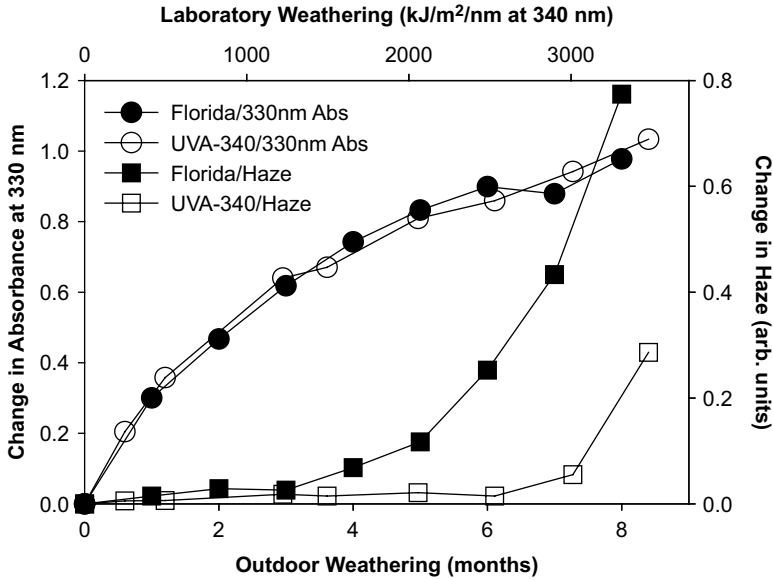 Laboratory Weathering (kJ/m²/nm at 340 nm)
0 1000 2000 3000
1.2 0.8
Florida/330nm Abs
UVA-340/330nm Abs
Florida/Haze
UVA-340/Haze
1.0
0.8 0.6
0.6 0.4
0.4
0.2 0.2
0.0 0.0
Change in Absorbance at 330 nm
Change in Haze (arb. units)
0 2 4 6 8
Outdoor Weathering (months)